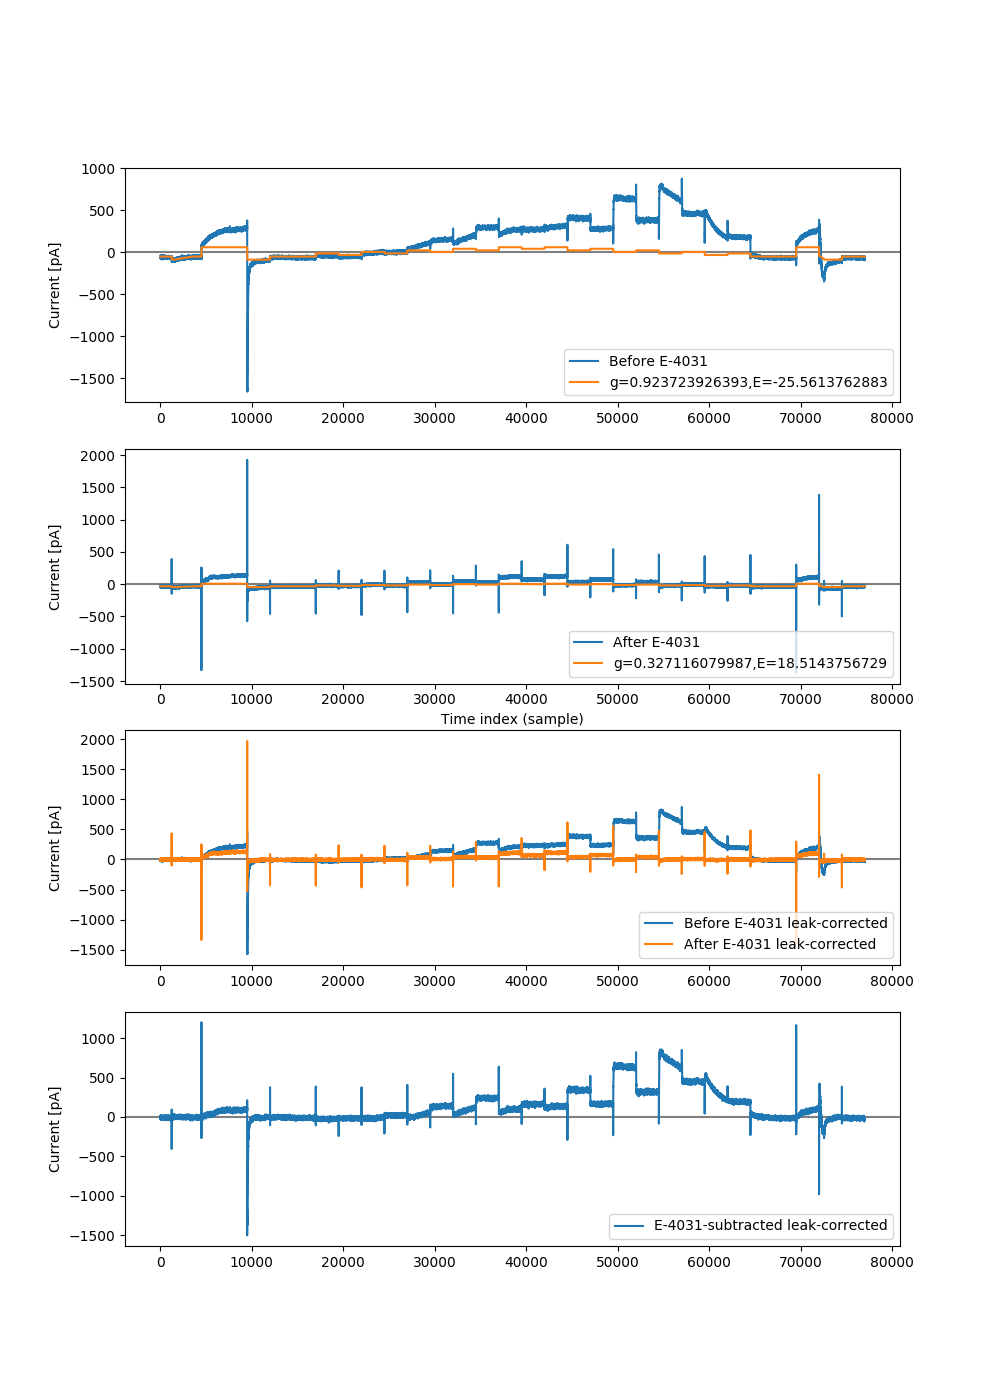 1000
500
0
−500
−1000
−1500
Current [pA]
Before E-4031
g=0.923723926393,E=-25.5613762883
0 10000 20000 30000 40000 50000 60000 70000 80000
2000
1500
1000
500
0
−500
−1000
−1500
Current [pA]
After E-4031
g=0.327116079987,E=18.5143756729
0 10000 20000 30000 40000 50000 60000 70000 80000
Time index (sample)
2000
1500
1000
500
0
−500
−1000
−1500
Current [pA]
Before E-4031 leak-corrected
After E-4031 leak-corrected
0 10000 20000 30000 40000 50000 60000 70000 80000
1000
500
0
−500
−1000
−1500
Current [pA]
E-4031-subtracted leak-corrected
0 10000 20000 30000 40000 50000 60000 70000 80000